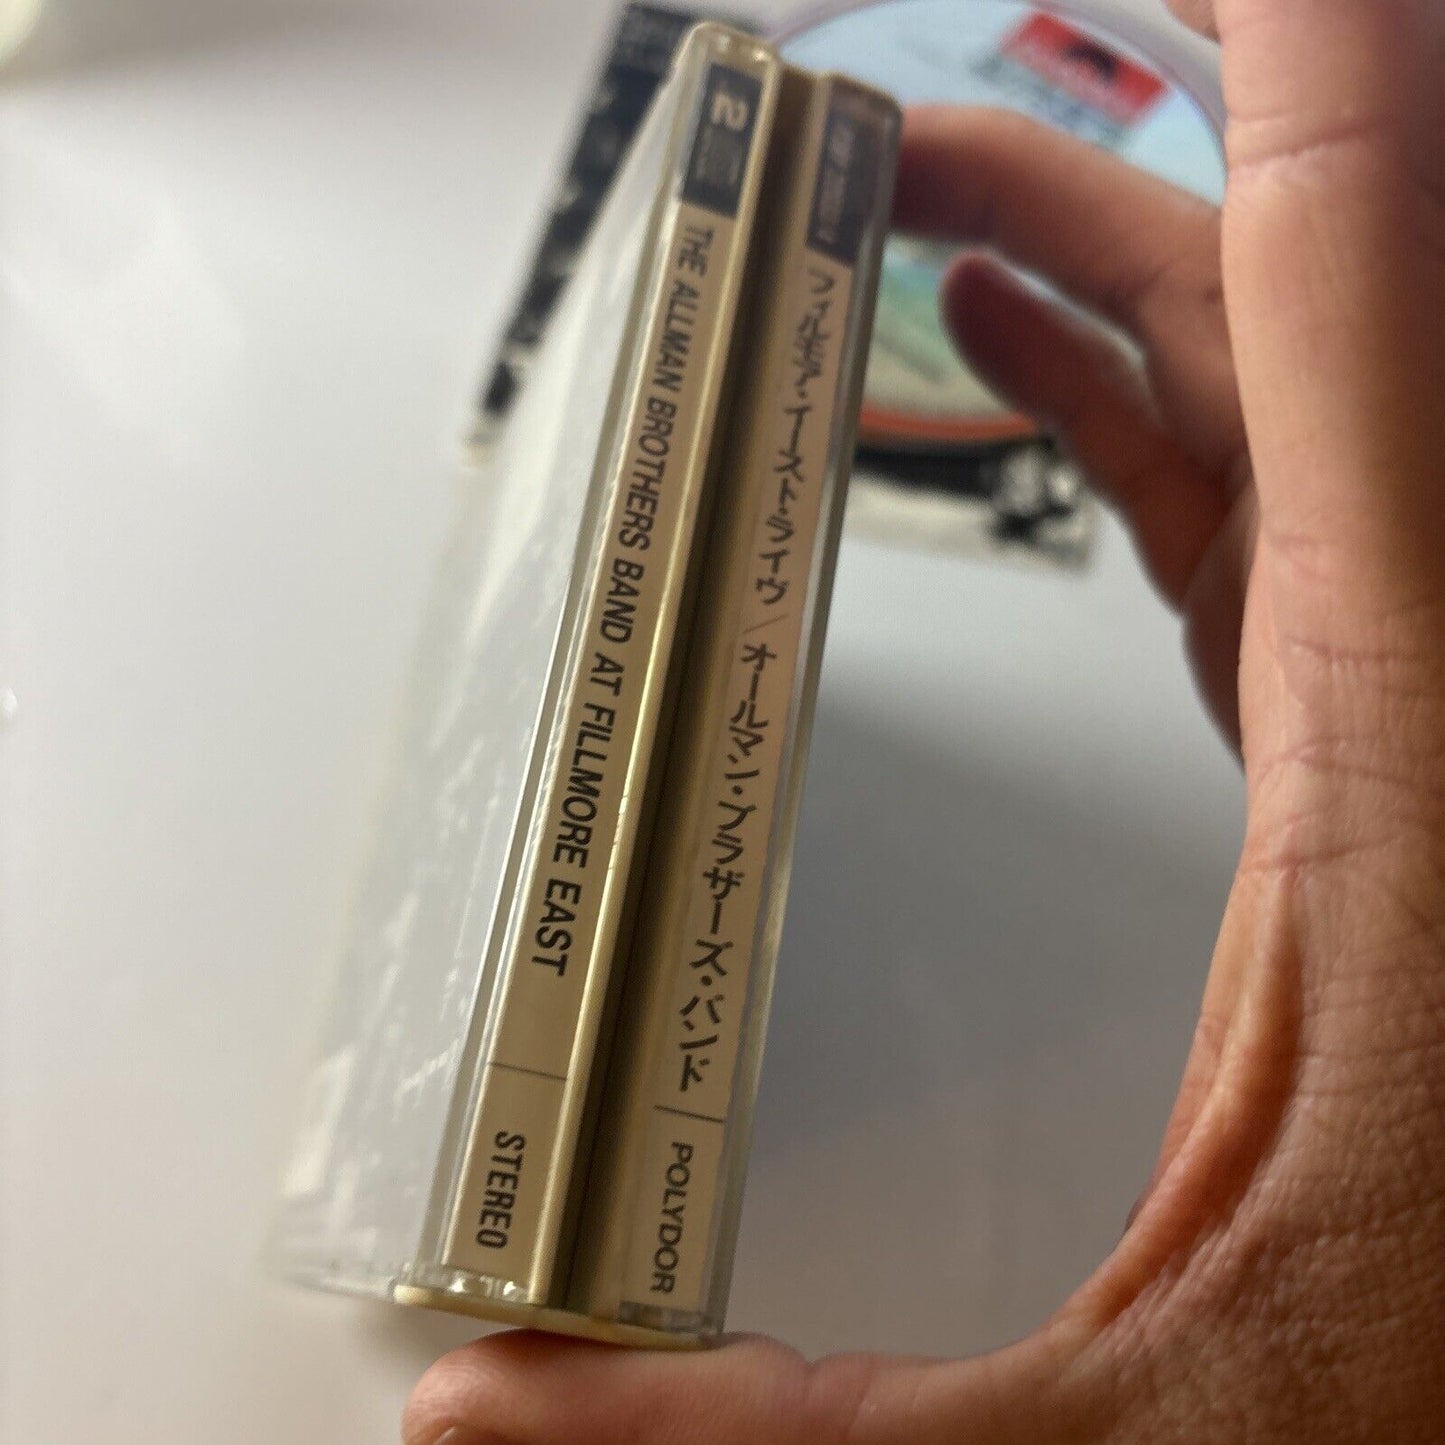 2
THE ALLMAN BROTHERS BAND AT FILLMORE EAST
STEREO
フィルモア・イースト・ライヴ/オールマン・ブラザーズ・バンド
POLYDOR